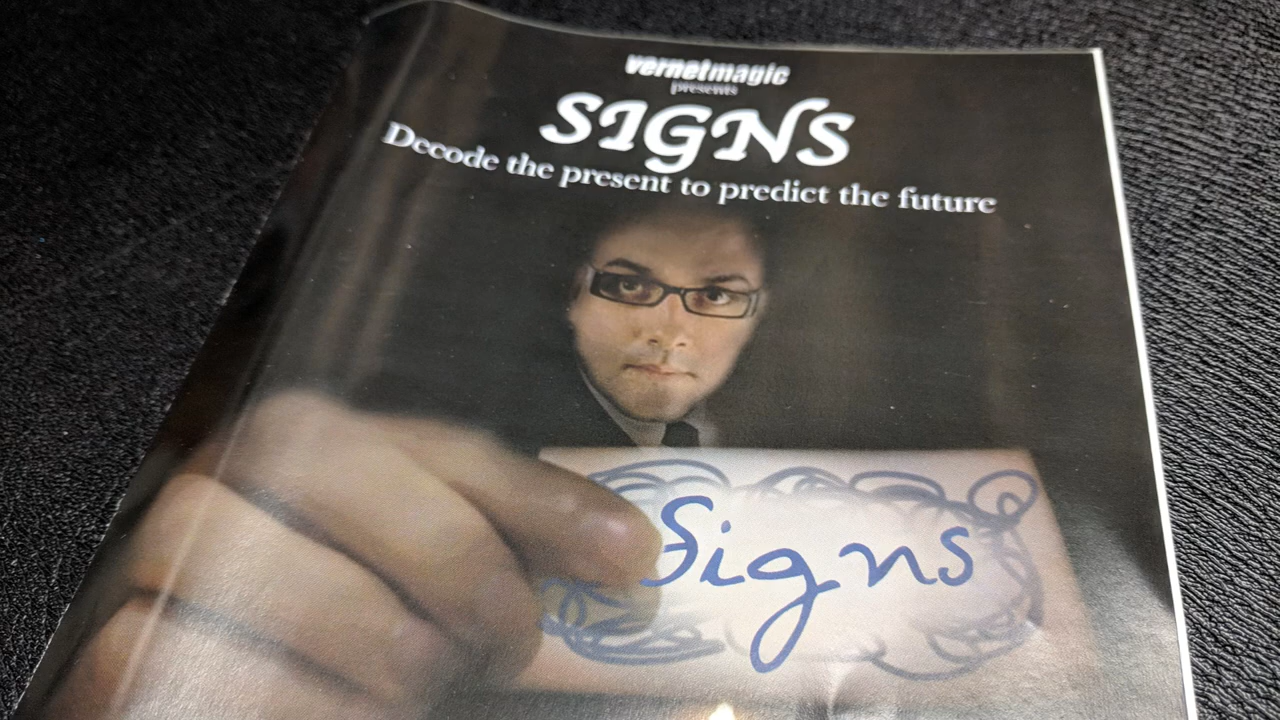 vernetmagic
presents
SIGNS
Decode the present to predict the future
Signs